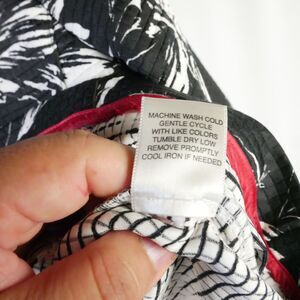 MACHINE WASH COLD
GENTLE CYCLE
WITH LIKE COLORS
TUMBLE DRY LOW
REMOVE PROMPTLY
COOL IRON IF NEEDED